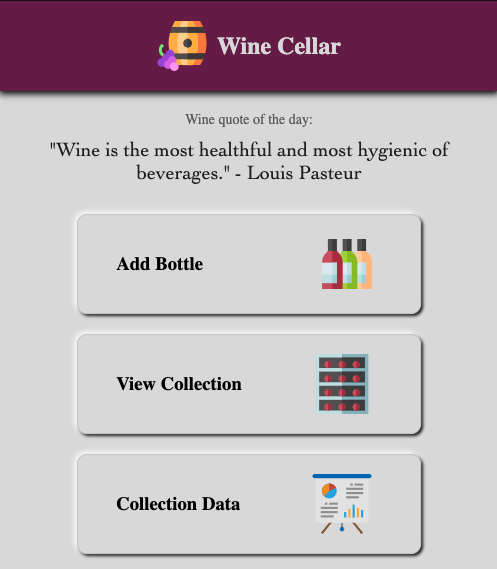 Wine Cellar
Wine quote of the day:
"Wine is the most healthful and most hygienic of
beverages." - Louis Pasteur
Add Bottle
View Collection
Collection Data